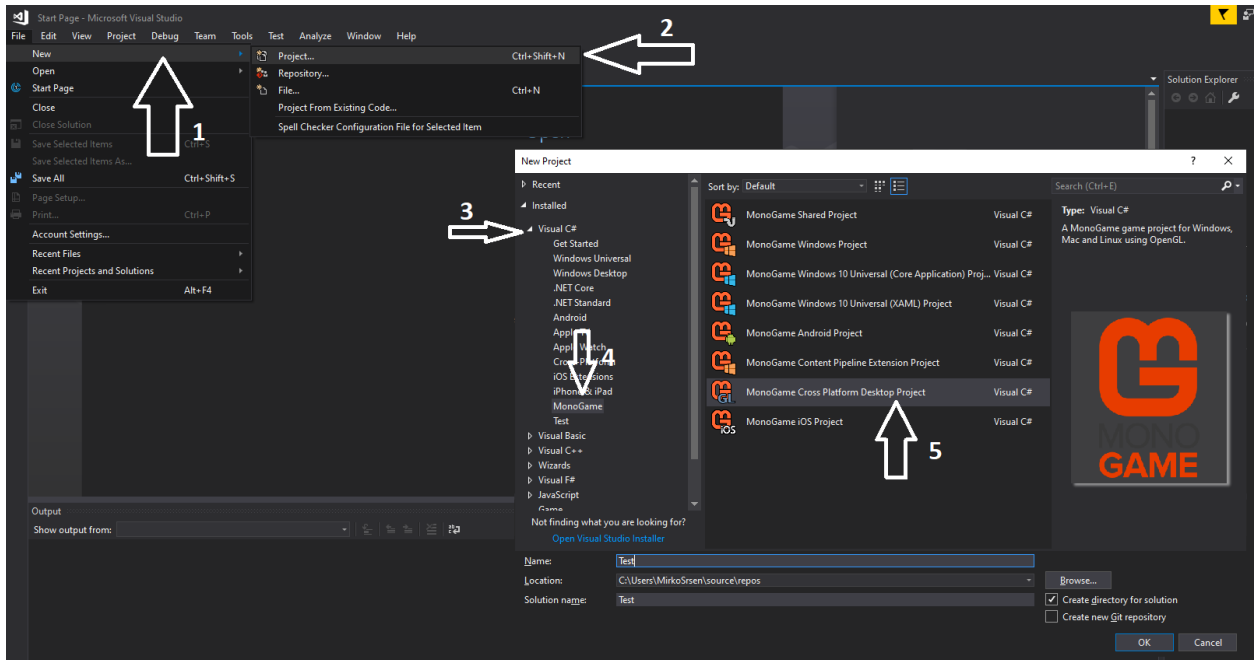 Start Page - Microsoft Visual Studio
File Edit View Project Debug Team Tools Test Analyze Window Help
2
New
Project... Ctrl+Shift+N
Open
Repository...
Start Page
File... Ctrl+N
Close
Project From Existing Code...
Close Solution
Spell Checker Configuration File for Selected Item
1
Save Selected Items Ctrl+S
Save Selected Items As...
Save All Ctrl+Shift+S
Page Setup...
Print... Ctrl+P
Account Settings...
Recent Files
Recent Projects and Solutions
Exit Alt+F4
Solution Explorer
Open
New Project ? ×
Recent
Installed
3
Visual C#
Get Started
Windows Universal
Windows Desktop
.NET Core
.NET Standard
Android
Apple
Apple Watch
4
iOS Extensions
iPhone & iPad
MonoGame
Test
Visual Basic
Visual C++
Wizards
Visual F#
JavaScript
Game
Not finding what you are looking for?
Open Visual Studio Installer
Sort by: Default
MonoGame Shared Project Visual C#
MonoGame Windows Project Visual C#
MonoGame Windows 10 Universal (Core Application) Proj... Visual C#
MonoGame Windows 10 Universal (XAML) Project Visual C#
MonoGame Android Project Visual C#
MonoGame Content Pipeline Extension Project Visual C#
GL
MonoGame Cross Platform Desktop Project Visual C#
iOS
MonoGame iOS Project Visual C#
5
Search (Ctrl+E)
Type: Visual C#
A MonoGame game project for Windows,
Mac and Linux using OpenGL.
MONO
GAME
Output
Show output from:
Name: Test
Location: C:\Users\MirkoSrsen\source\repos Browse...
Solution name: Test
Create directory for solution
Create new Git repository
OK Cancel